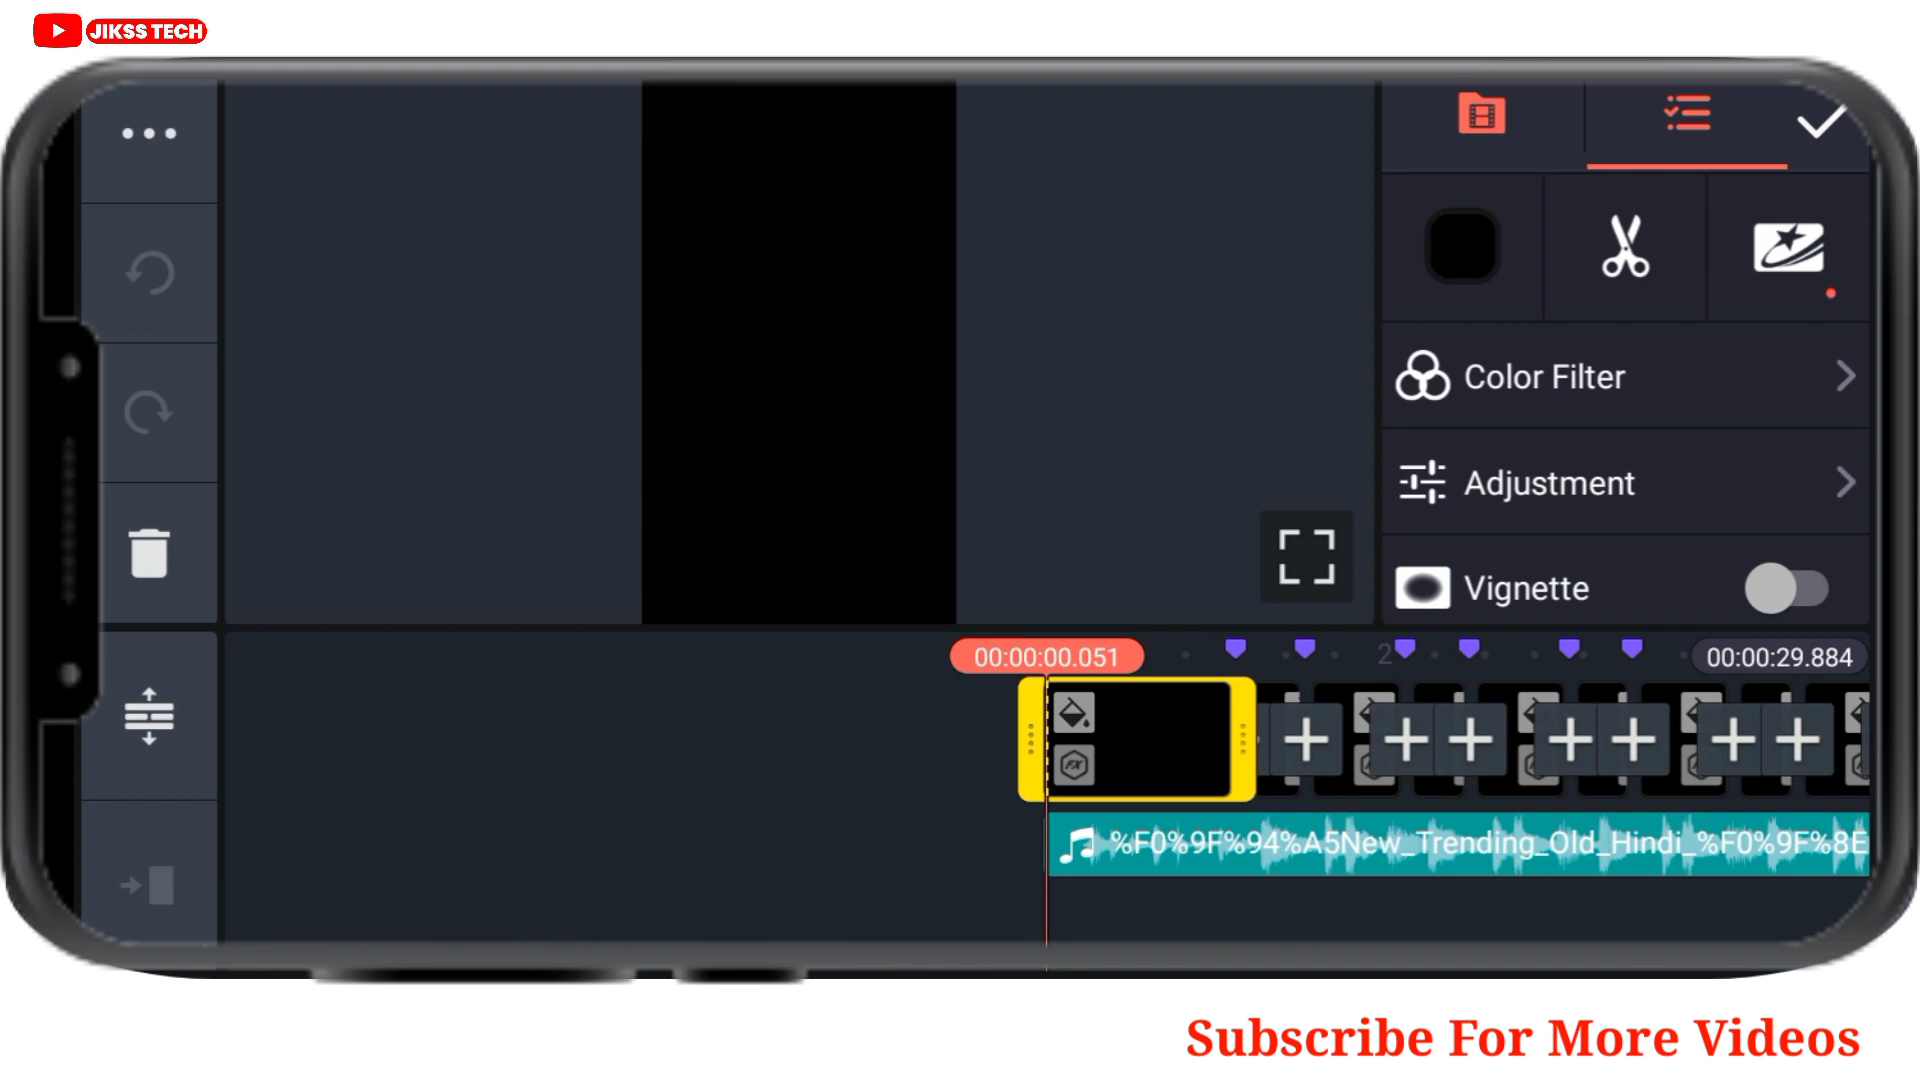 JIKSS TECH
Color Filter
Adjustment
Vignette
00:00:00.051
2
00:00:29.884
FX
%F0%9F%94%A5New_Trending_Old_Hindi_%F0%9F%8E
Subscribe For More Videos